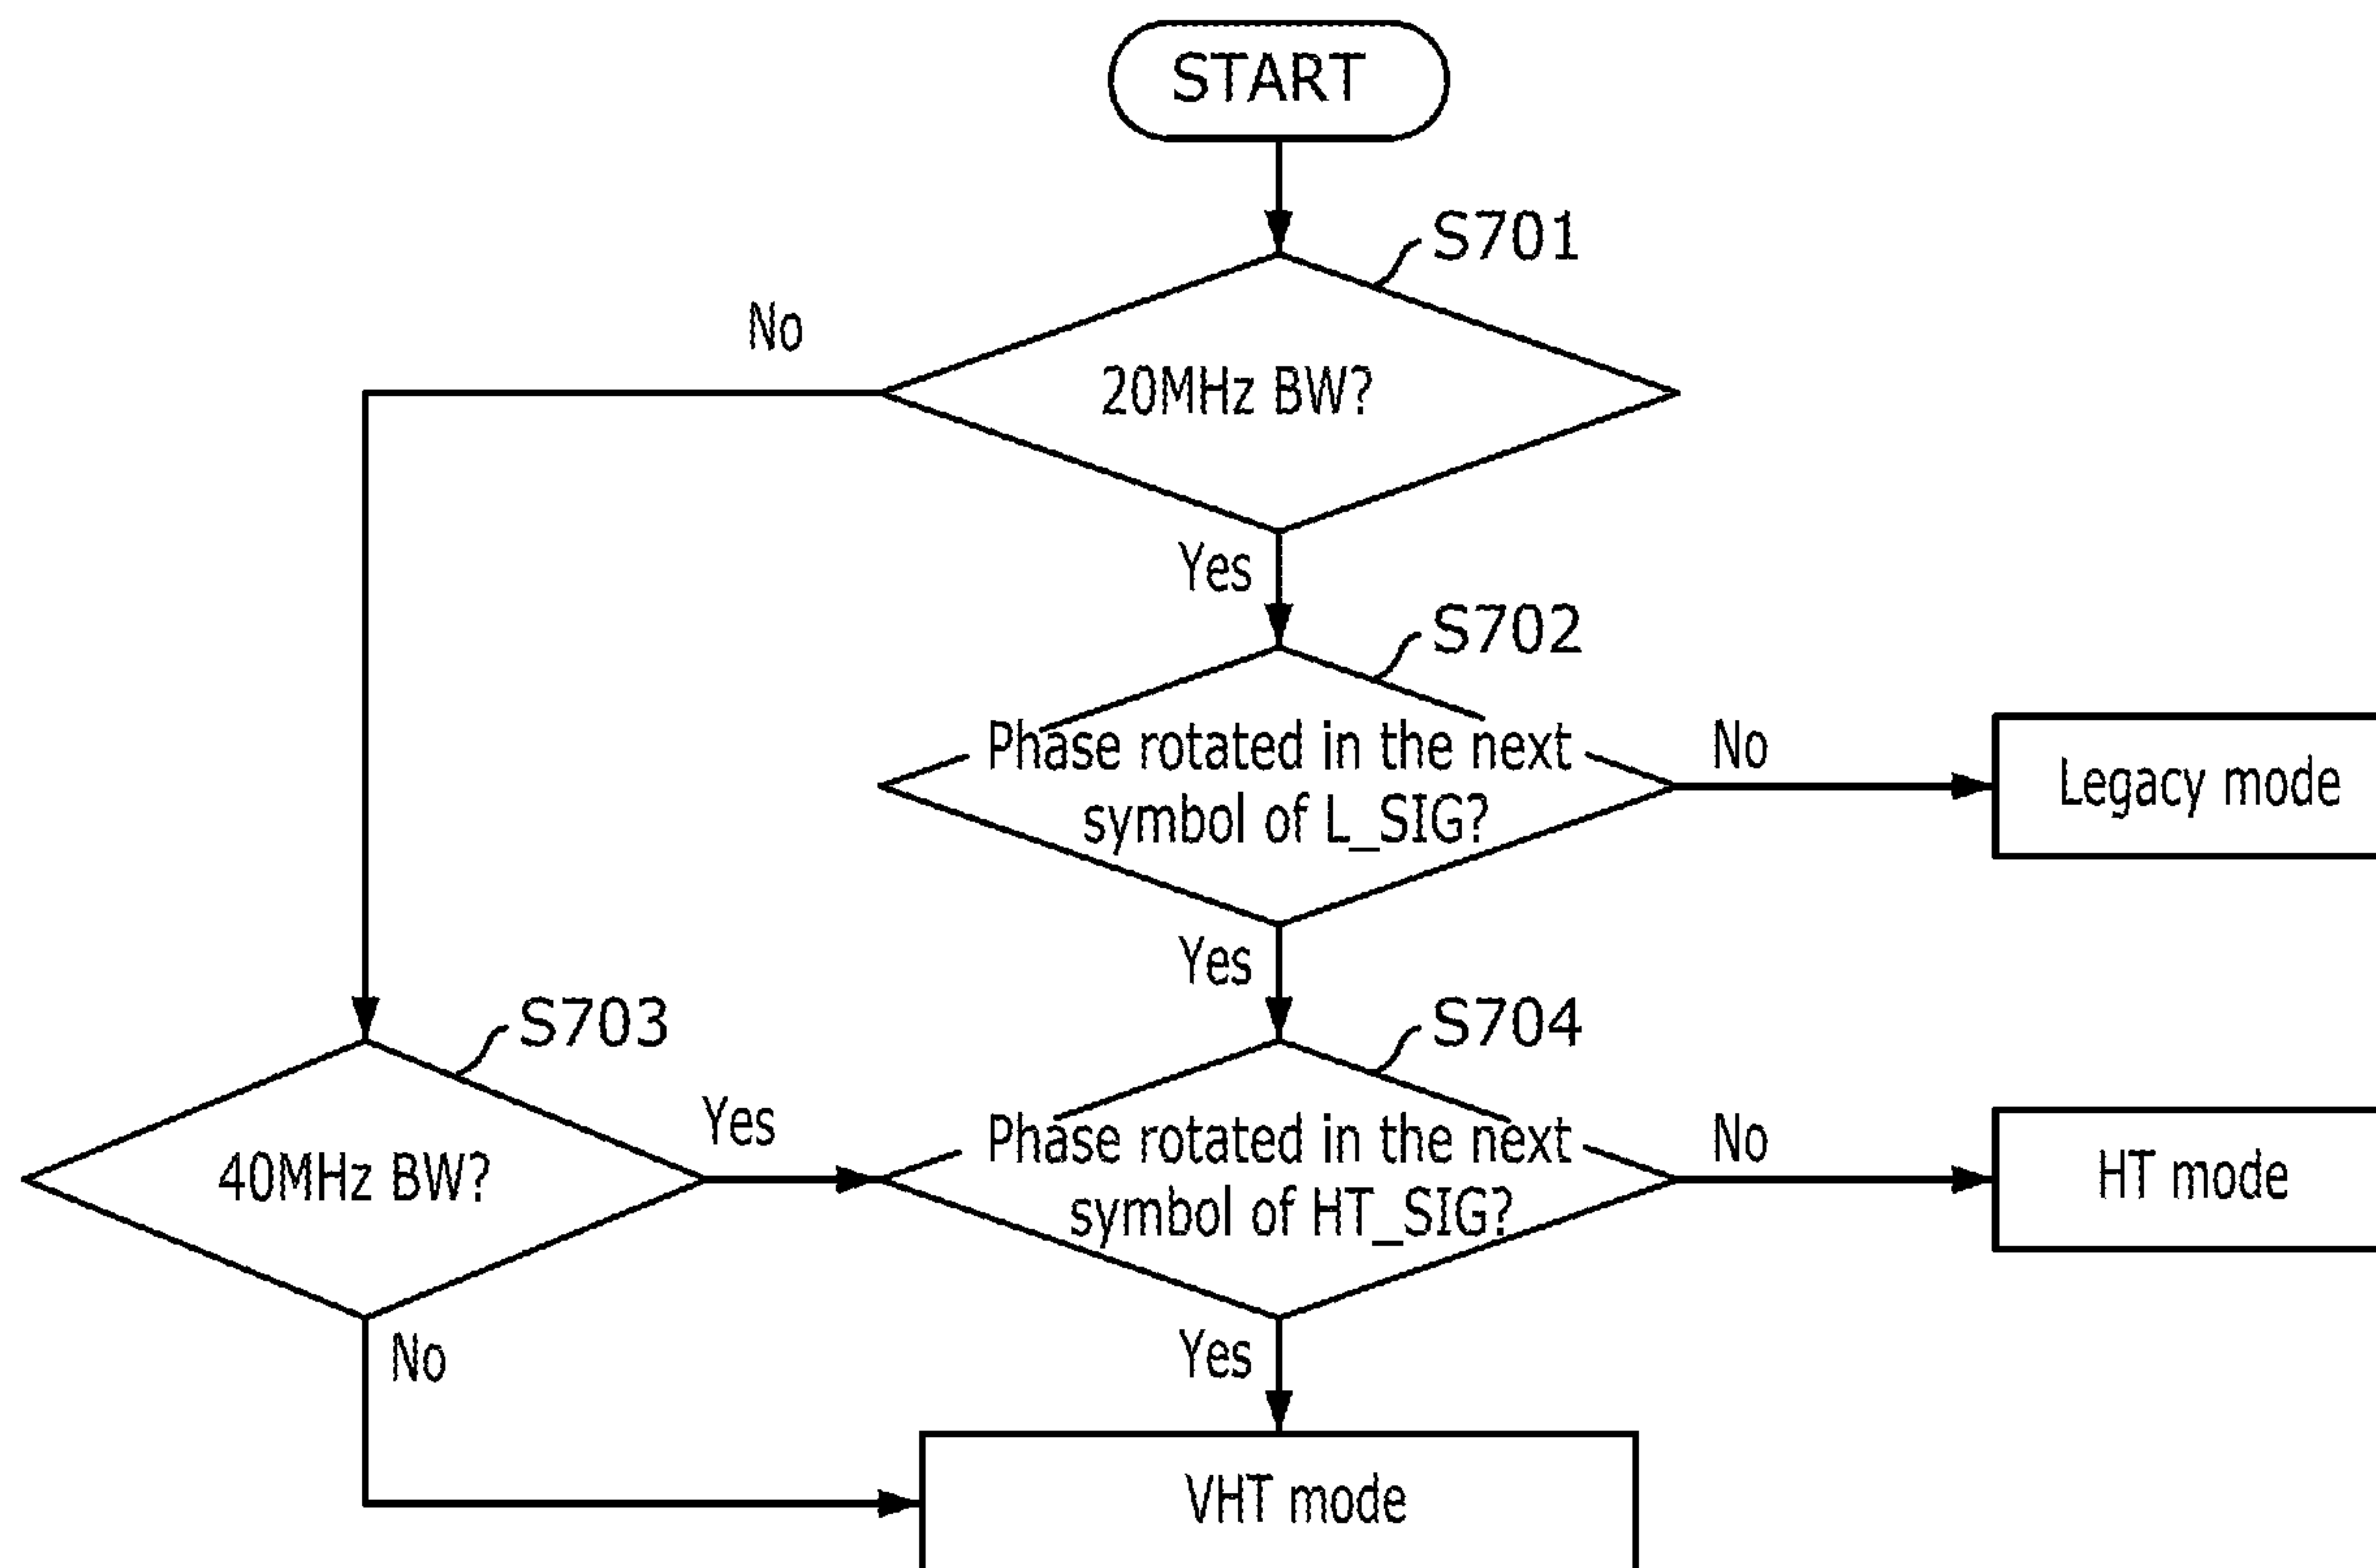 START
S701
No
20MHz BW?
Yes
S702
Phase rotated in the next
symbol of L_SIG?
No
Legacy mode
Yes
S703
S704
40MHz BW?
Yes
Phase rotated in the next
symbol of HT_SIG?
No
HT mode
No
Yes
VHT mode